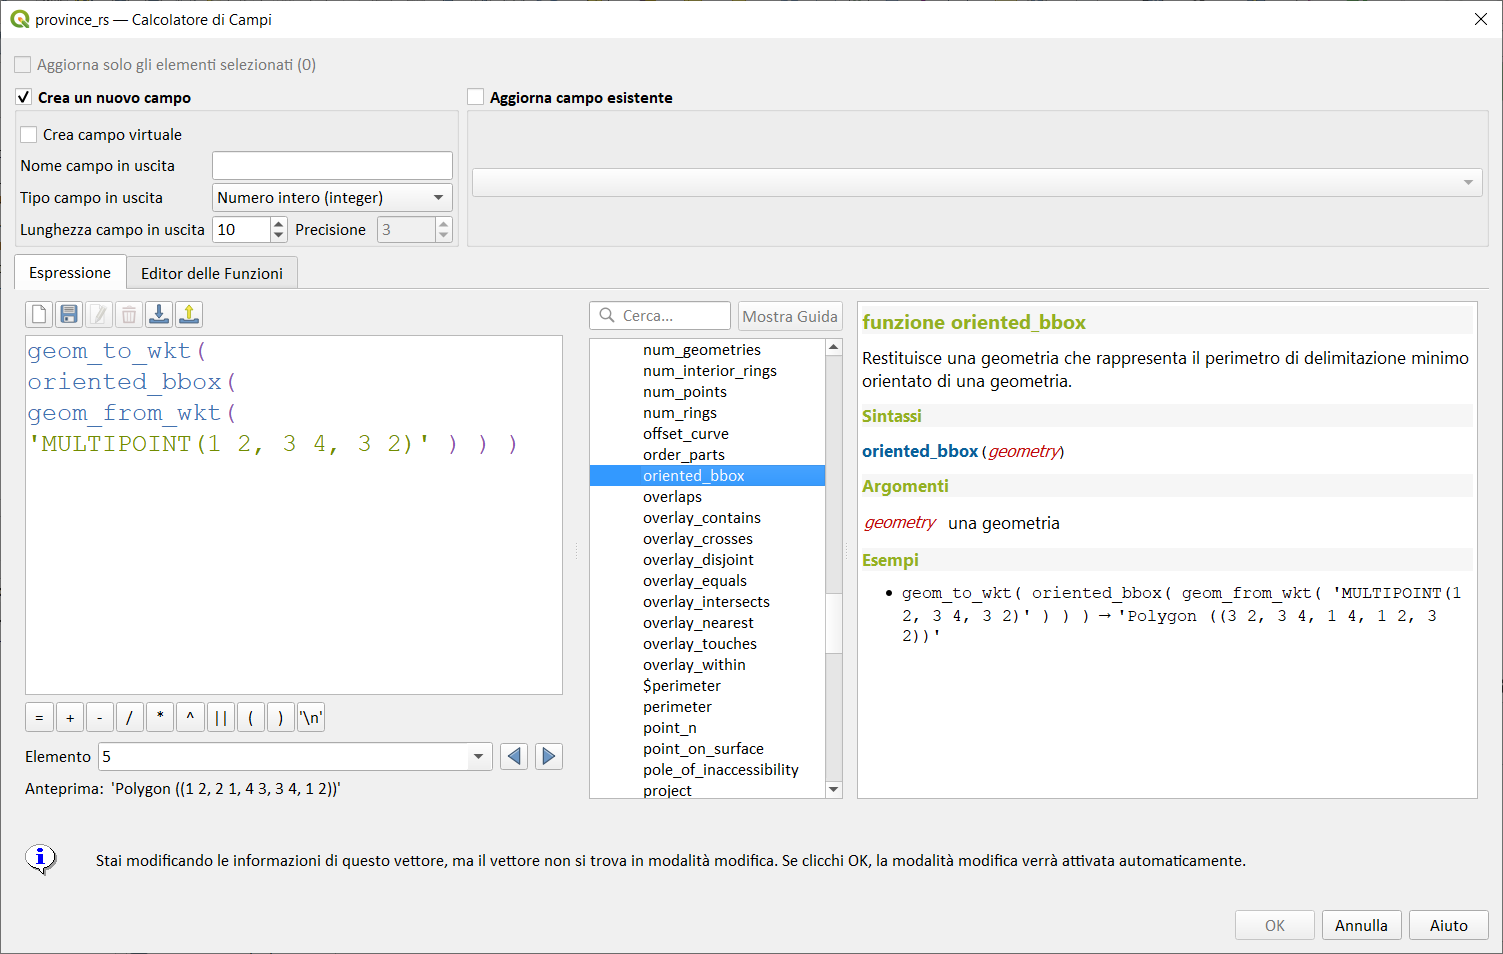 province_rs — Calcolatore di Campi
Aggiorna solo gli elementi selezionati (0)
Crea un nuovo campo
Aggiorna campo esistente
Crea campo virtuale
Nome campo in uscita
Tipo campo in uscita
Numero intero (integer)
Lunghezza campo in uscita
10
Precisione
3
Espressione
Editor delle Funzioni
geom_to_wkt(
oriented_bbox(
geom_from_wkt(
'MULTIPOINT(1 2, 3 4, 3 2)' ) ) )
= + - / * ^ || ( ) '\n'
Elemento
5
Anteprima: 'Polygon ((1 2, 2 1, 4 3, 3 4, 1 2))'
Cerca...
Mostra Guida
num_geometries
num_interior_rings
num_points
num_rings
offset_curve
order_parts
oriented_bbox
overlaps
overlay_contains
overlay_crosses
overlay_disjoint
overlay_equals
overlay_intersects
overlay_nearest
overlay_touches
overlay_within
$perimeter
perimeter
point_n
point_on_surface
pole_of_inaccessibility
project
funzione oriented_bbox
Restituisce una geometria che rappresenta il perimetro di delimitazione minimo
orientato di una geometria.
Sintassi
oriented_bbox(geometry)
Argomenti
geometry una geometria
Esempi
• geom_to_wkt( oriented_bbox( geom_from_wkt( 'MULTIPOINT(1
2, 3 4, 3 2)' ) ) ) → 'Polygon ((3 2, 3 4, 1 4, 1 2, 3
2))'
Stai modificando le informazioni di questo vettore, ma il vettore non si trova in modalità modifica. Se clicchi OK, la modalità modifica verrà attivata automaticamente.
OK
Annulla
Aiuto